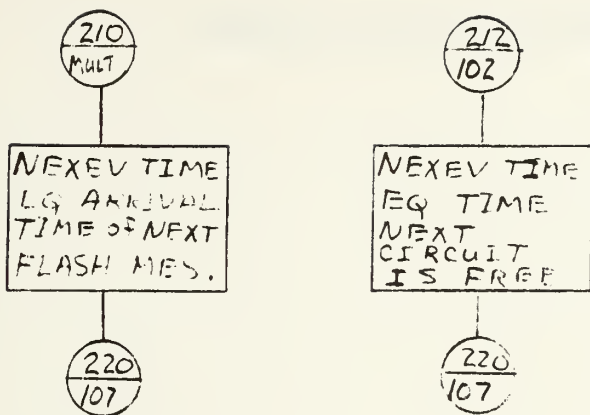 210
MULT
NEXEV TIME
EQ ARRIVAL
TIME of NEXT
FLASH MES.
220
107
212
102
NEXEV TIME
EQ TIME
NEXT
CIRCUIT
IS FREE
220
107